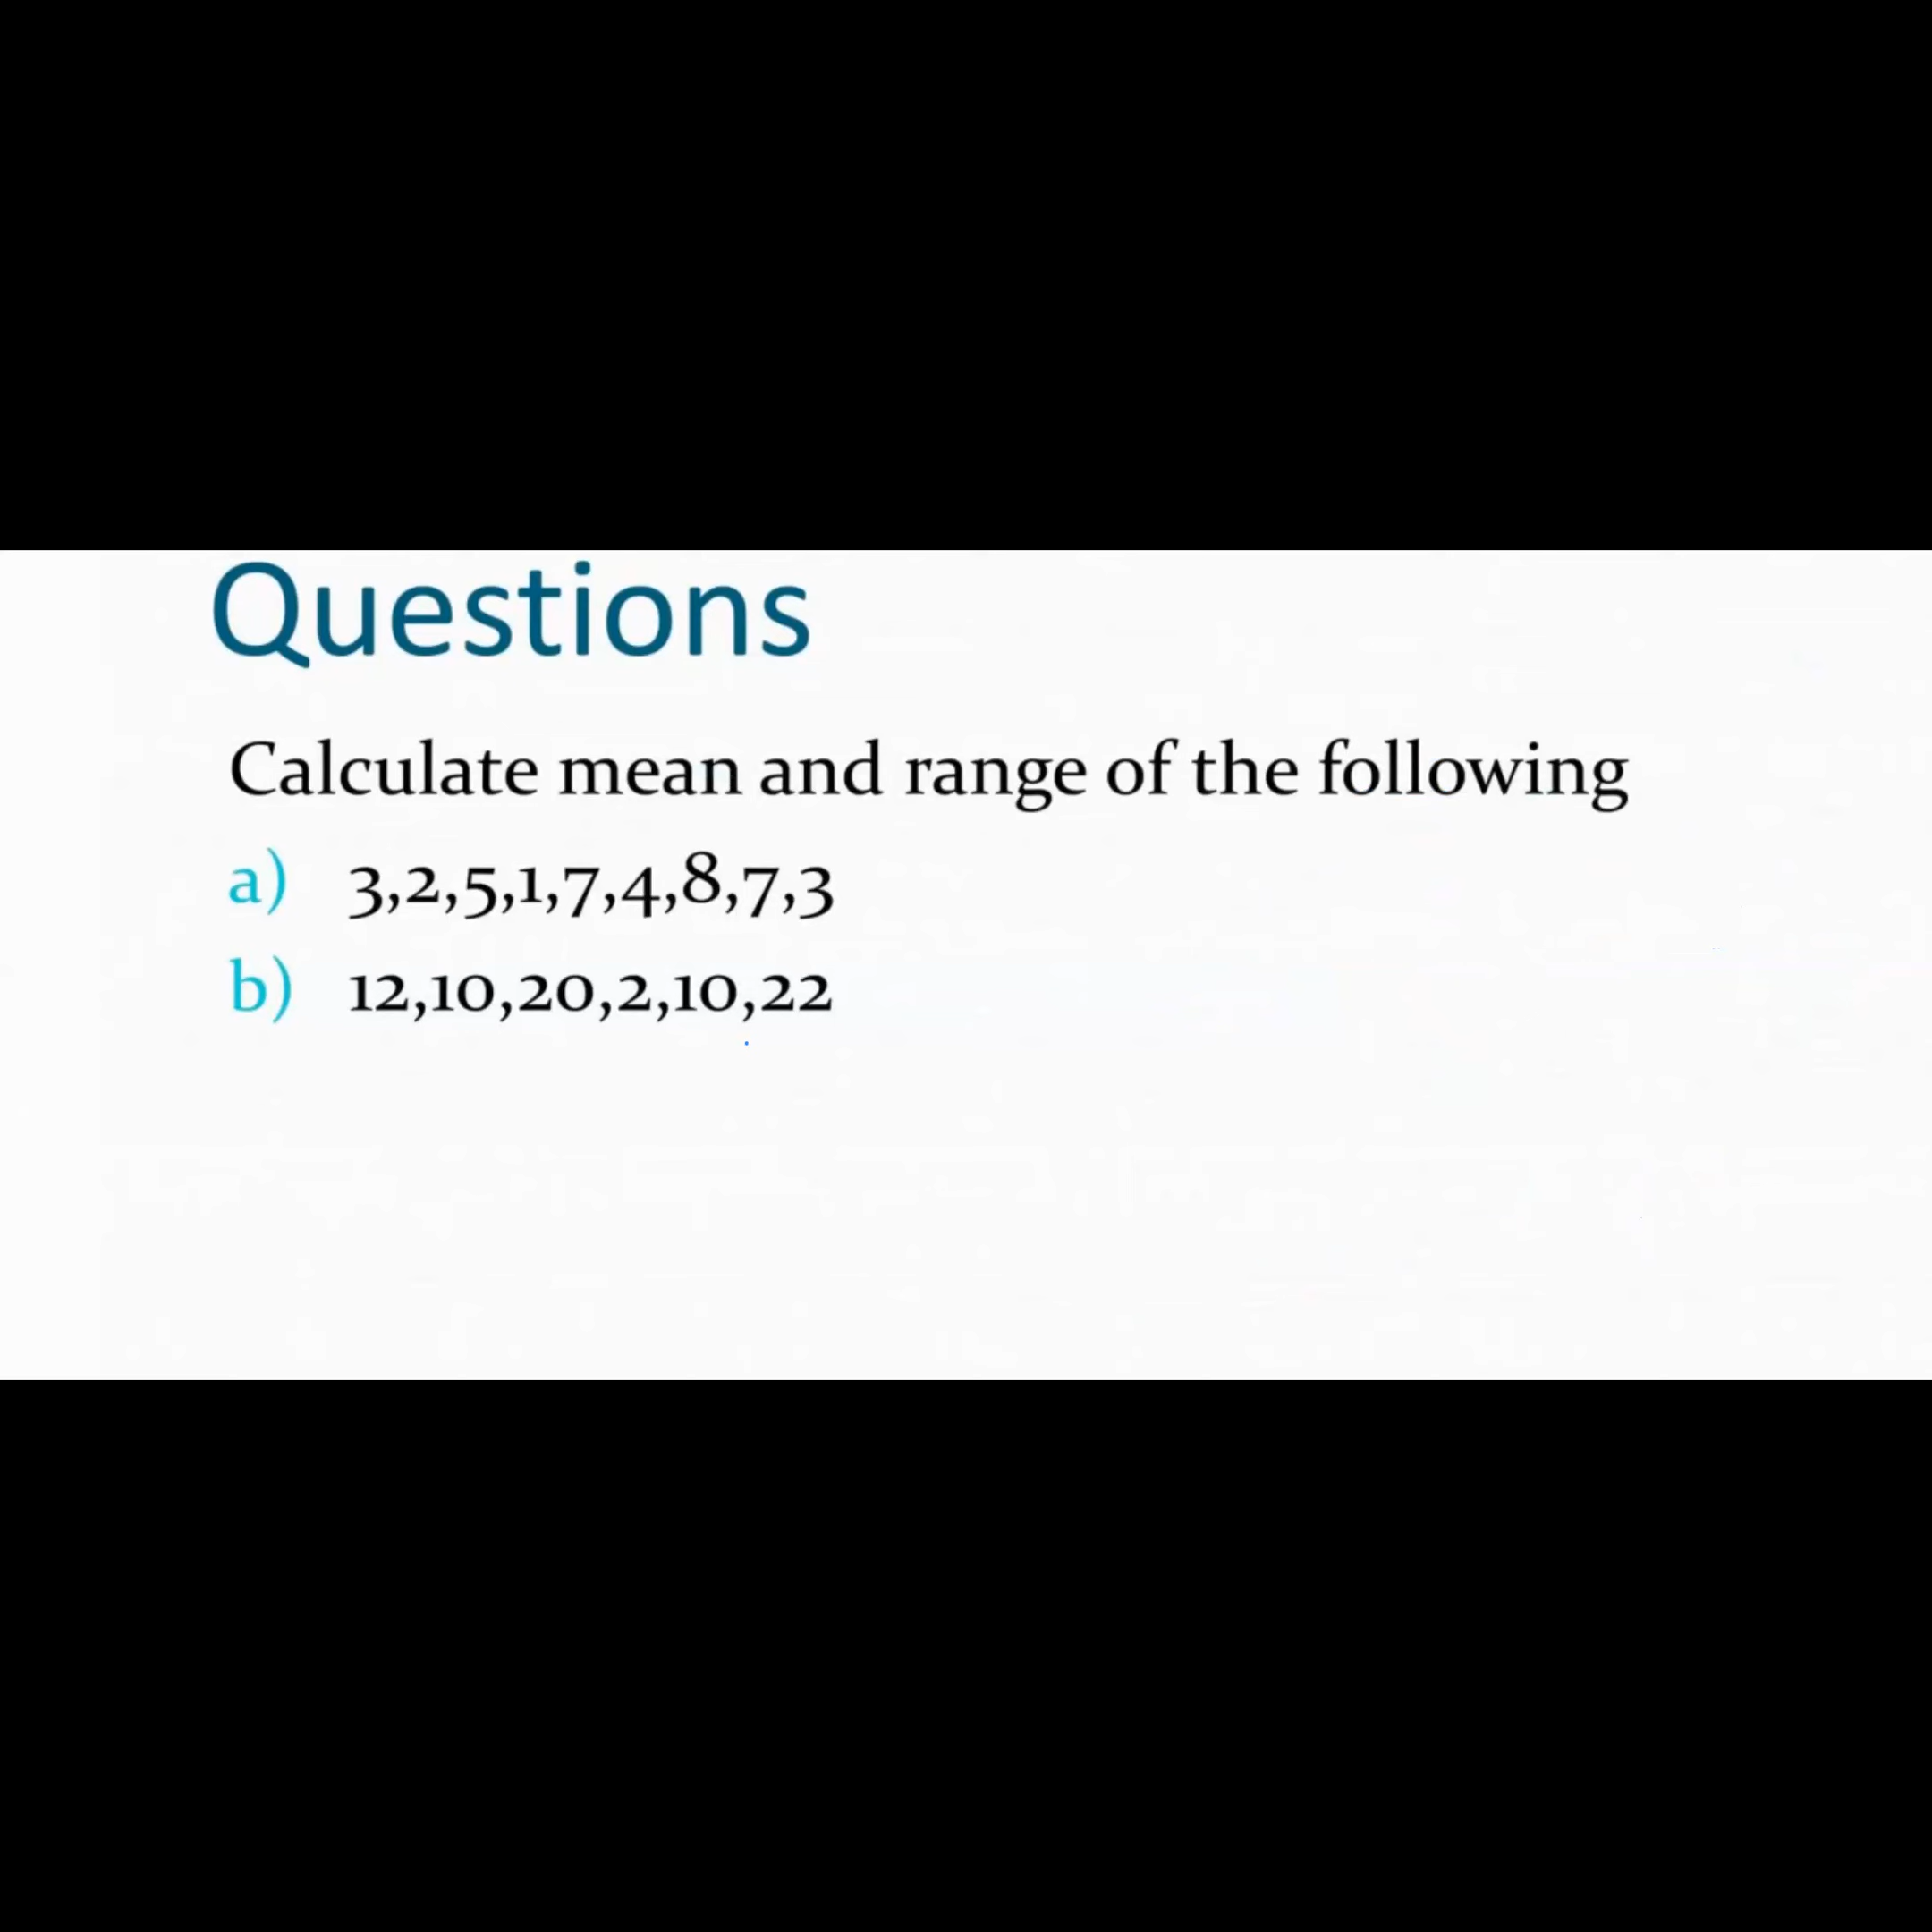 Questions
Calculate mean and range of the following
a) 3,2,5,1,7,4,8,7,3
b) 12,10,20,2,10,22